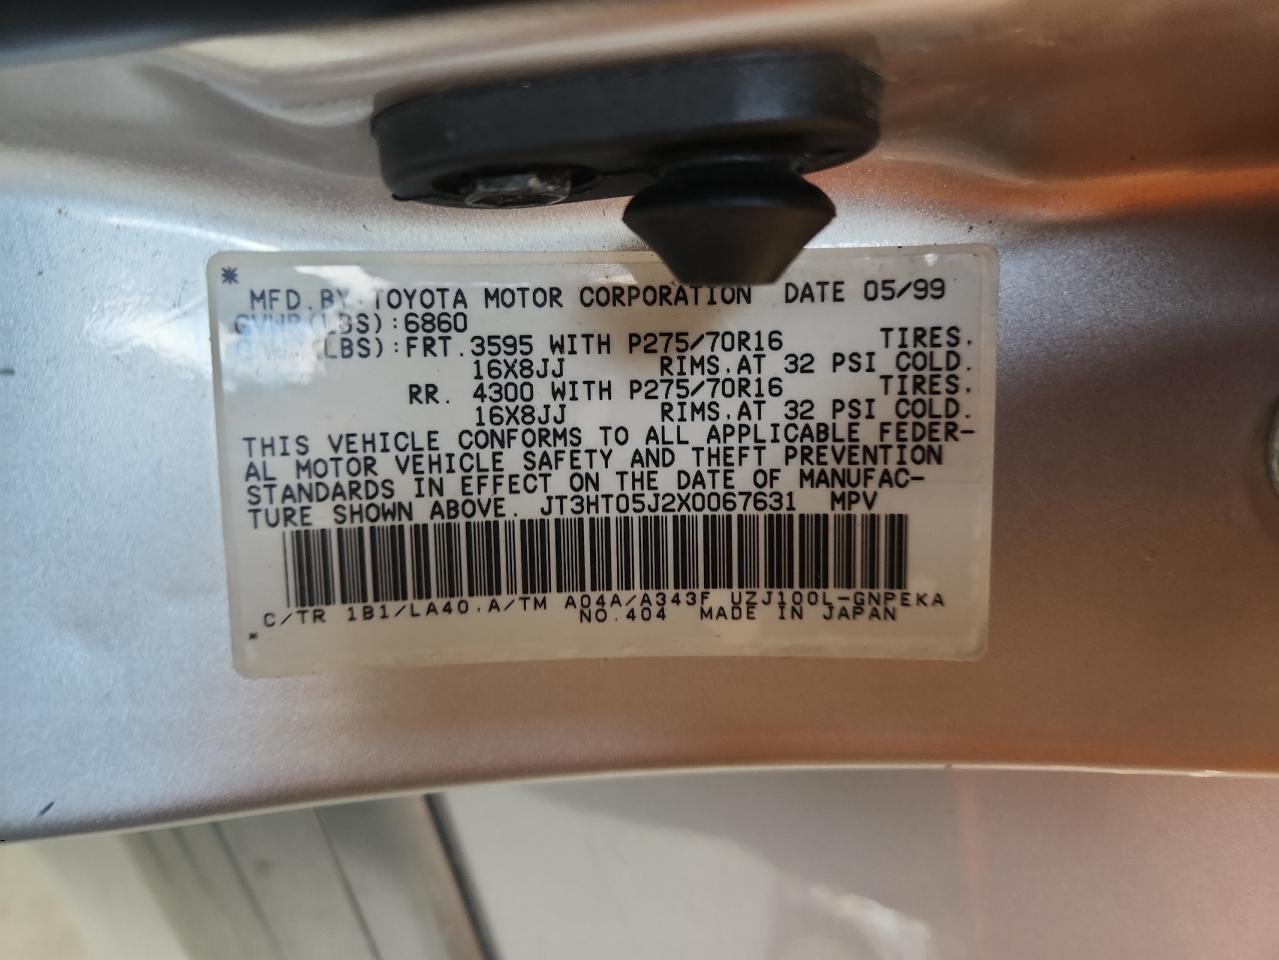 MFD. BY: TOYOTA MOTOR CORPORATION DATE 05/99
GVWR(LBS):6860
(LBS):FRT. 3595 WITH P275/70R16 TIRES,
16X8JJ RIMS,AT 32 PSI COLD.
RR. 4300 WITH P275/70R16 TIRES,
16X8JJ RIMS,AT 32 PSI COLD.
THIS VEHICLE CONFORMS TO ALL APPLICABLE FEDER-
AL MOTOR VEHICLE SAFETY AND THEFT PREVENTION
STANDARDS IN EFFECT ON THE DATE OF MANUFAC-
TURE SHOWN ABOVE. JT3HT05J2X0067631 MPV
C/TR 1B1/LA40.A/TM A04A/A343F UZJ100L-GNPEKA
NO.404 MADE IN JAPAN